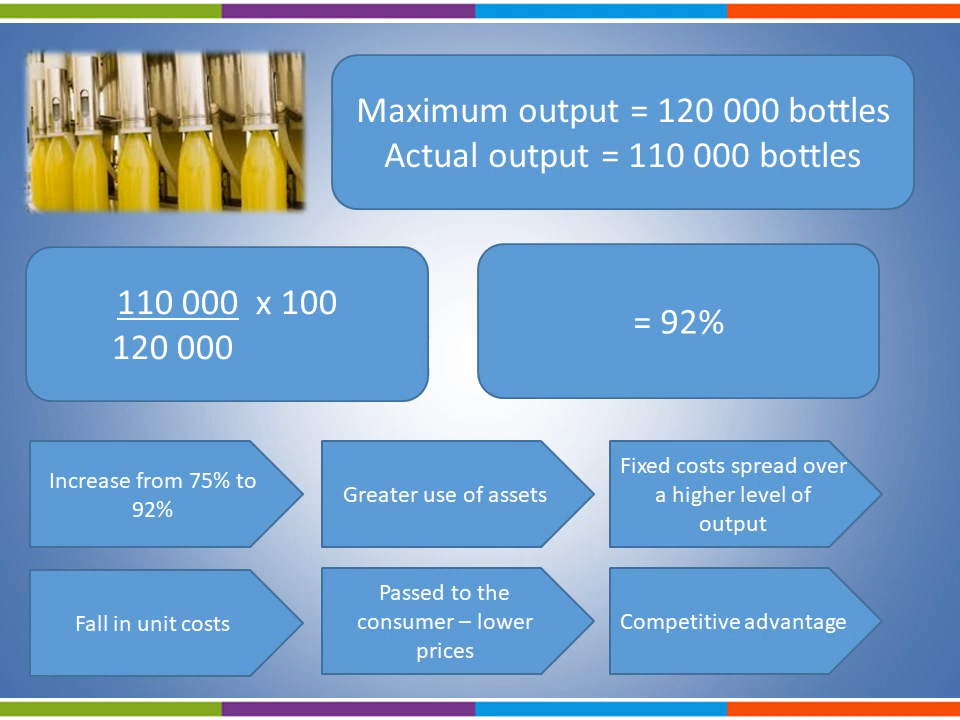 Maximum output = 120 000 bottles
Actual output = 110 000 bottles
110 000 x 100
120 000
= 92%
Increase from 75% to
92%
Greater use of assets
Fixed costs spread over
a higher level of
output
Fall in unit costs
Passed to the
consumer – lower
prices
Competitive advantage